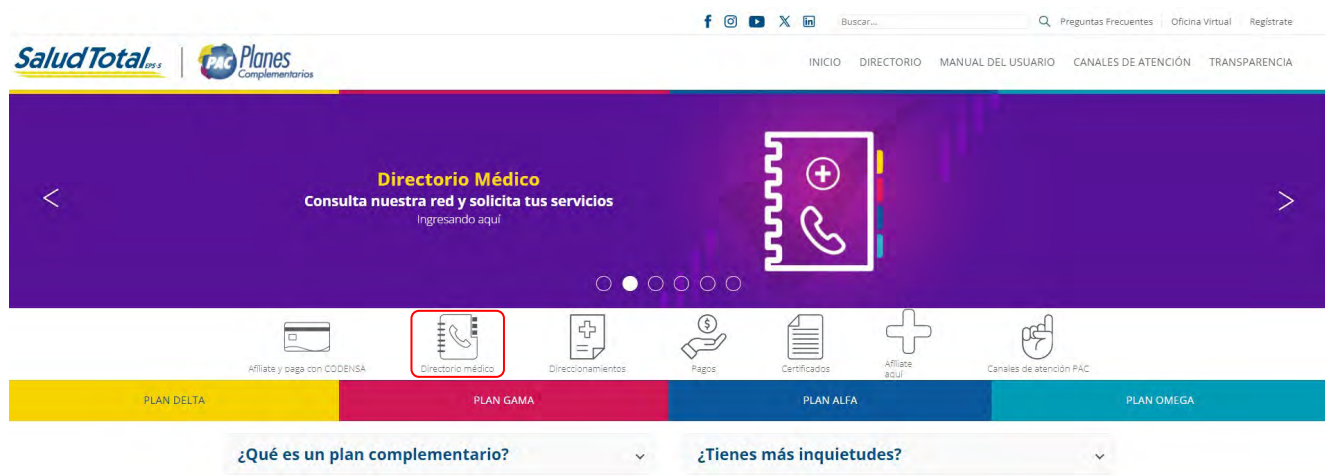 Buscar...
Preguntas Frecuentes
Oficina Virtual
Regístrate
SaludTotal EPS-S
PAC Planes
Complementarios
INICIO
DIRECTORIO
MANUAL DEL USUARIO
CANALES DE ATENCIÓN
TRANSPARENCIA
Directorio Médico
Consulta nuestra red y solicita tus servicios
Ingresando aquí
Afíliate y paga con CODENSA
Directorio médico
Direccionamientos
Pagos
Certificados
Afíliate
aquí
Canales de atención PAC
PLAN DELTA
PLAN GAMA
PLAN ALFA
PLAN OMEGA
¿Qué es un plan complementario?
¿Tienes más inquietudes?